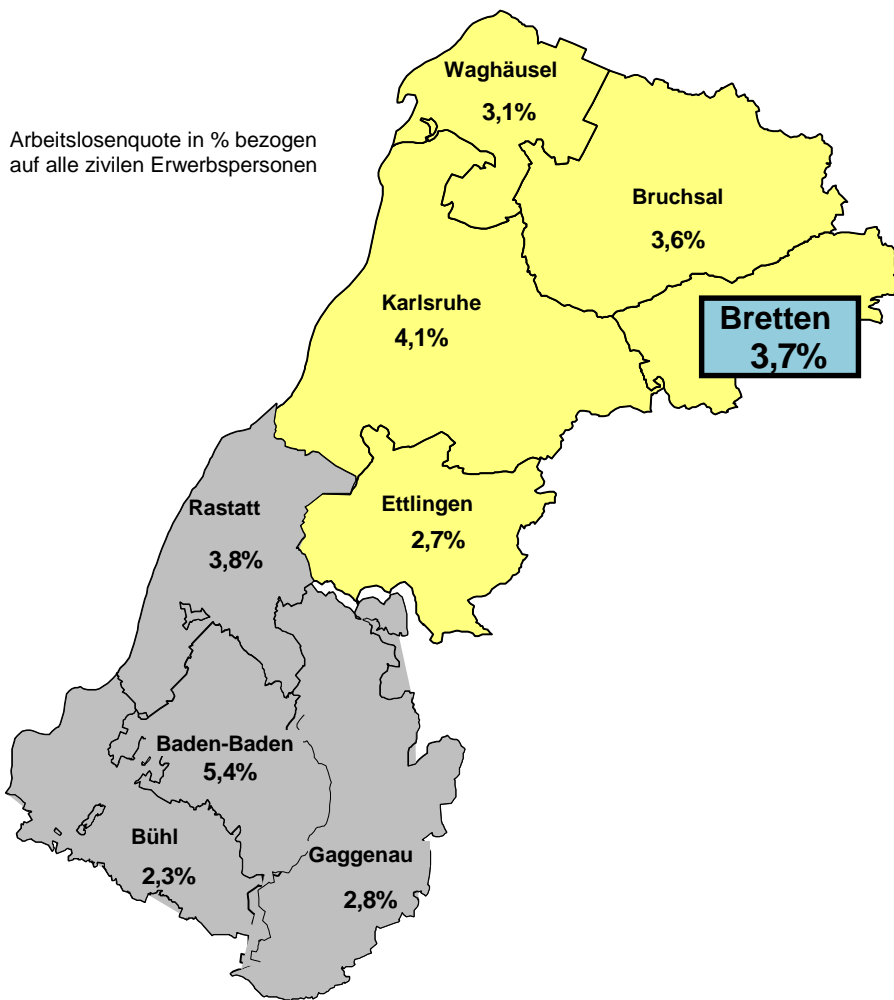 Waghäusel
3,1%
Arbeitslosenquote in % bezogen
auf alle zivilen Erwerbspersonen
Bruchsal
3,6%
Karlsruhe
4,1%
Bretten
3,7%
Rastatt
3,8%
Ettlingen
2,7%
Baden-Baden
5,4%
Bühl
2,3%
Gaggenau
2,8%